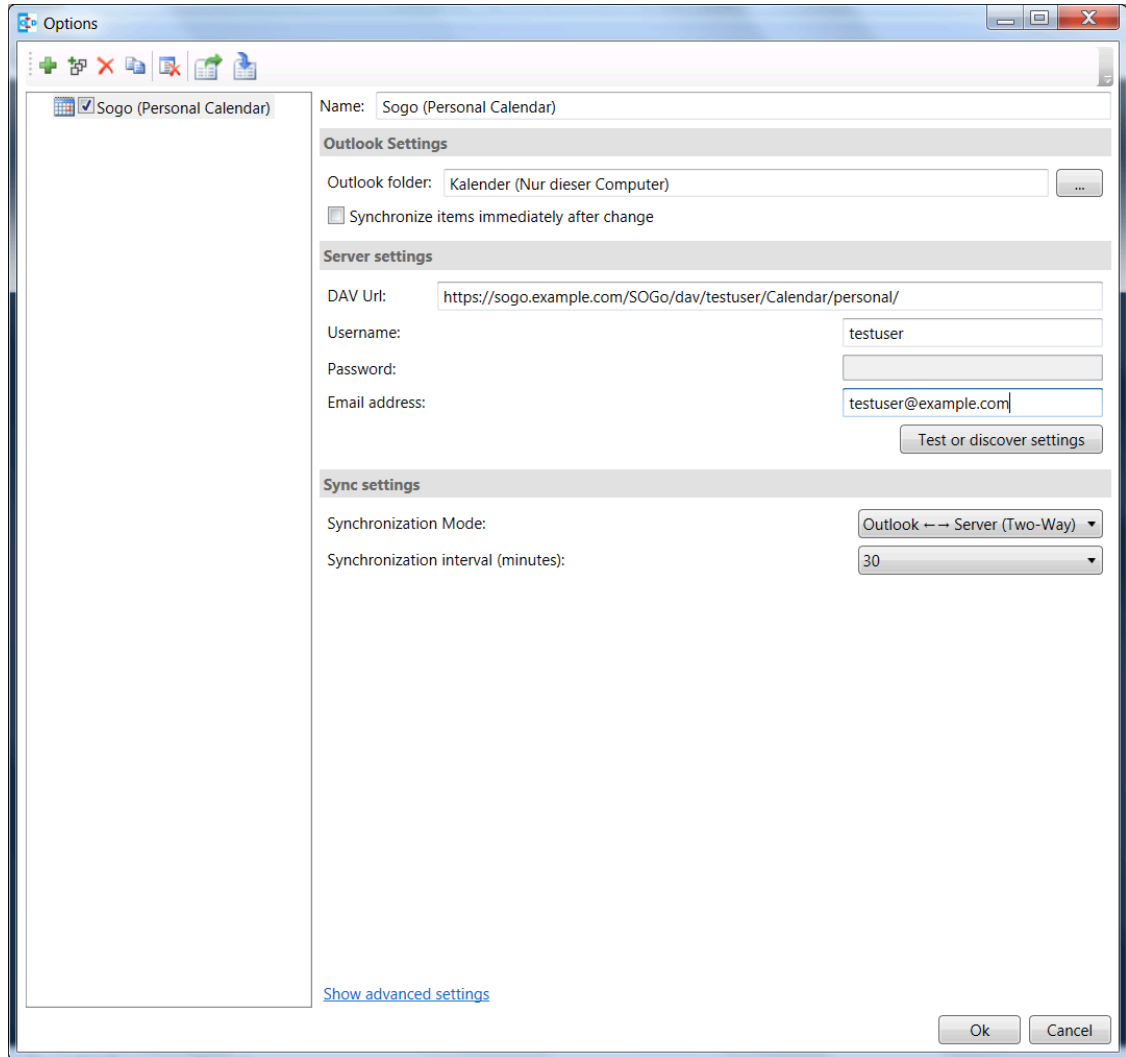 Options
Sogo (Personal Calendar)
Name: Sogo (Personal Calendar)
Outlook Settings
Outlook folder: Kalender (Nur dieser Computer) ...
Synchronize items immediately after change
Server settings
DAV Url: https://sogo.example.com/SOGo/dav/testuser/Calendar/personal/
Username: testuser
Password:
Email address: testuser@example.com
Test or discover settings
Sync settings
Synchronization Mode: Outlook ←→ Server (Two-Way)
Synchronization interval (minutes): 30
Show advanced settings
Ok Cancel